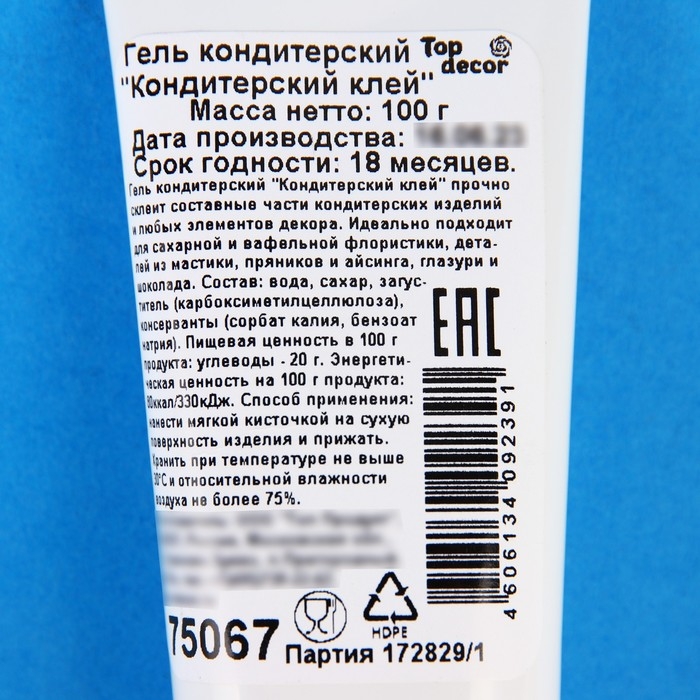 Гель кондитерский Top decor
"Кондитерский клей"
Масса нетто: 100 г
Дата производства:
Срок годности: 18 месяцев.
Гель кондитерский "Кондитерский клей" прочно
склеит составные части кондитерских изделий
и любых элементов декора. Идеально подходит
для сахарной и вафельной флористики, дета-
лей из мастики, пряников и айсинга, глазури и
шоколада. Состав: вода, сахар, загус-
титель (карбоксиметилцеллюлоза),
консерванты (сорбат калия, бензоат
натрия). Пищевая ценность в 100 г
продукта: углеводы - 20 г. Энергети-
ческая ценность на 100 г продукта:
80ккал/330кДж. Способ применения:
нанести мягкой кисточкой на сухую
поверхность изделия и прижать.
Хранить при температуре не выше
30°С и относительной влажности
воздуха не более 75%.
EAC
4 606134 092391
75067
HDPE
Партия 172829/1